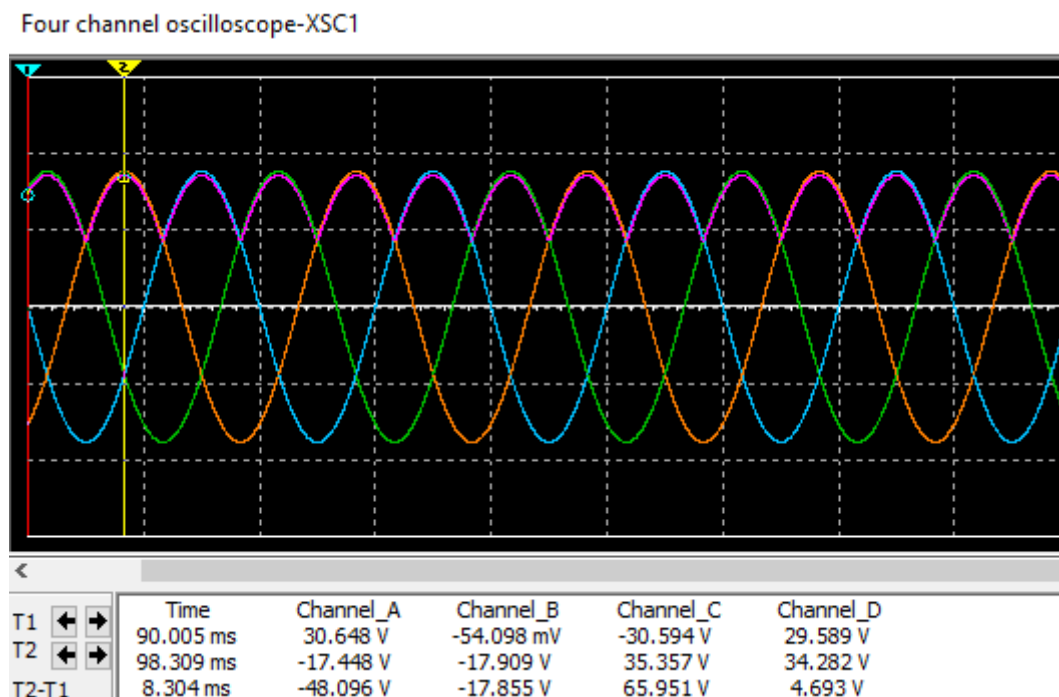 Four channel oscilloscope-XSC1
1 2
Time Channel_A Channel_B Channel_C Channel_D
T1 90.005 ms 30.648 V -54.098 mV -30.594 V 29.589 V
T2 98.309 ms -17.448 V -17.909 V 35.357 V 34.282 V
T2-T1 8.304 ms -48.096 V -17.855 V 65.951 V 4.693 V